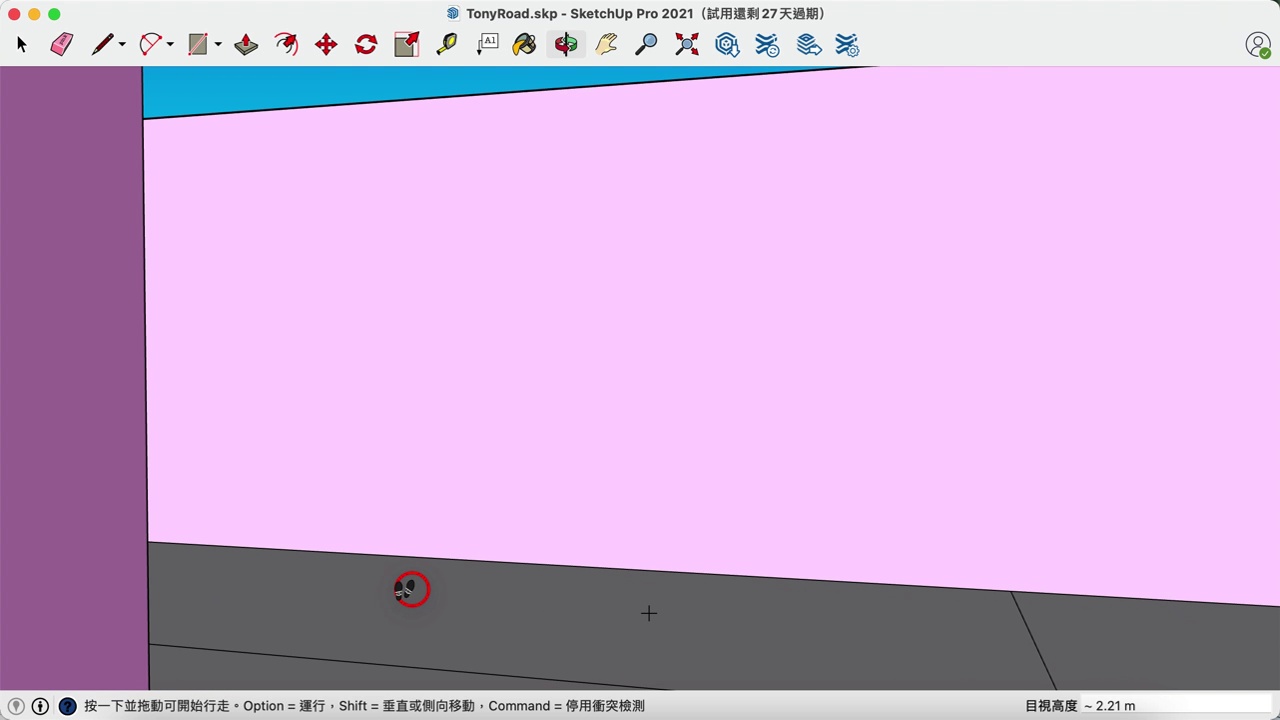 TonyRoad.skp - SketchUp Pro 2021（試用還剩 27 天過期）
A1
按一下並拖動可開始行走。Option = 運行，Shift = 垂直或側向移動，Command = 停用衝突檢測
目視高度 ~ 2.21 m